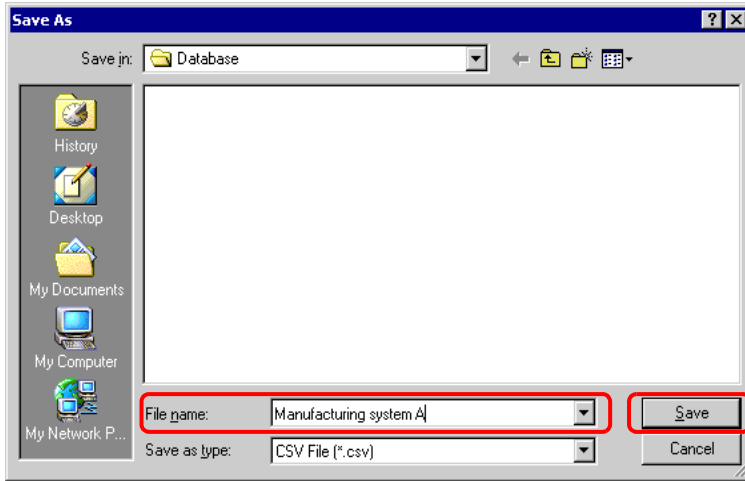 Save As
Save in: Database
History
Desktop
My Documents
My Computer
My Network P...
File name: Manufacturing system A
Save
Save as type: CSV File (*.csv)
Cancel